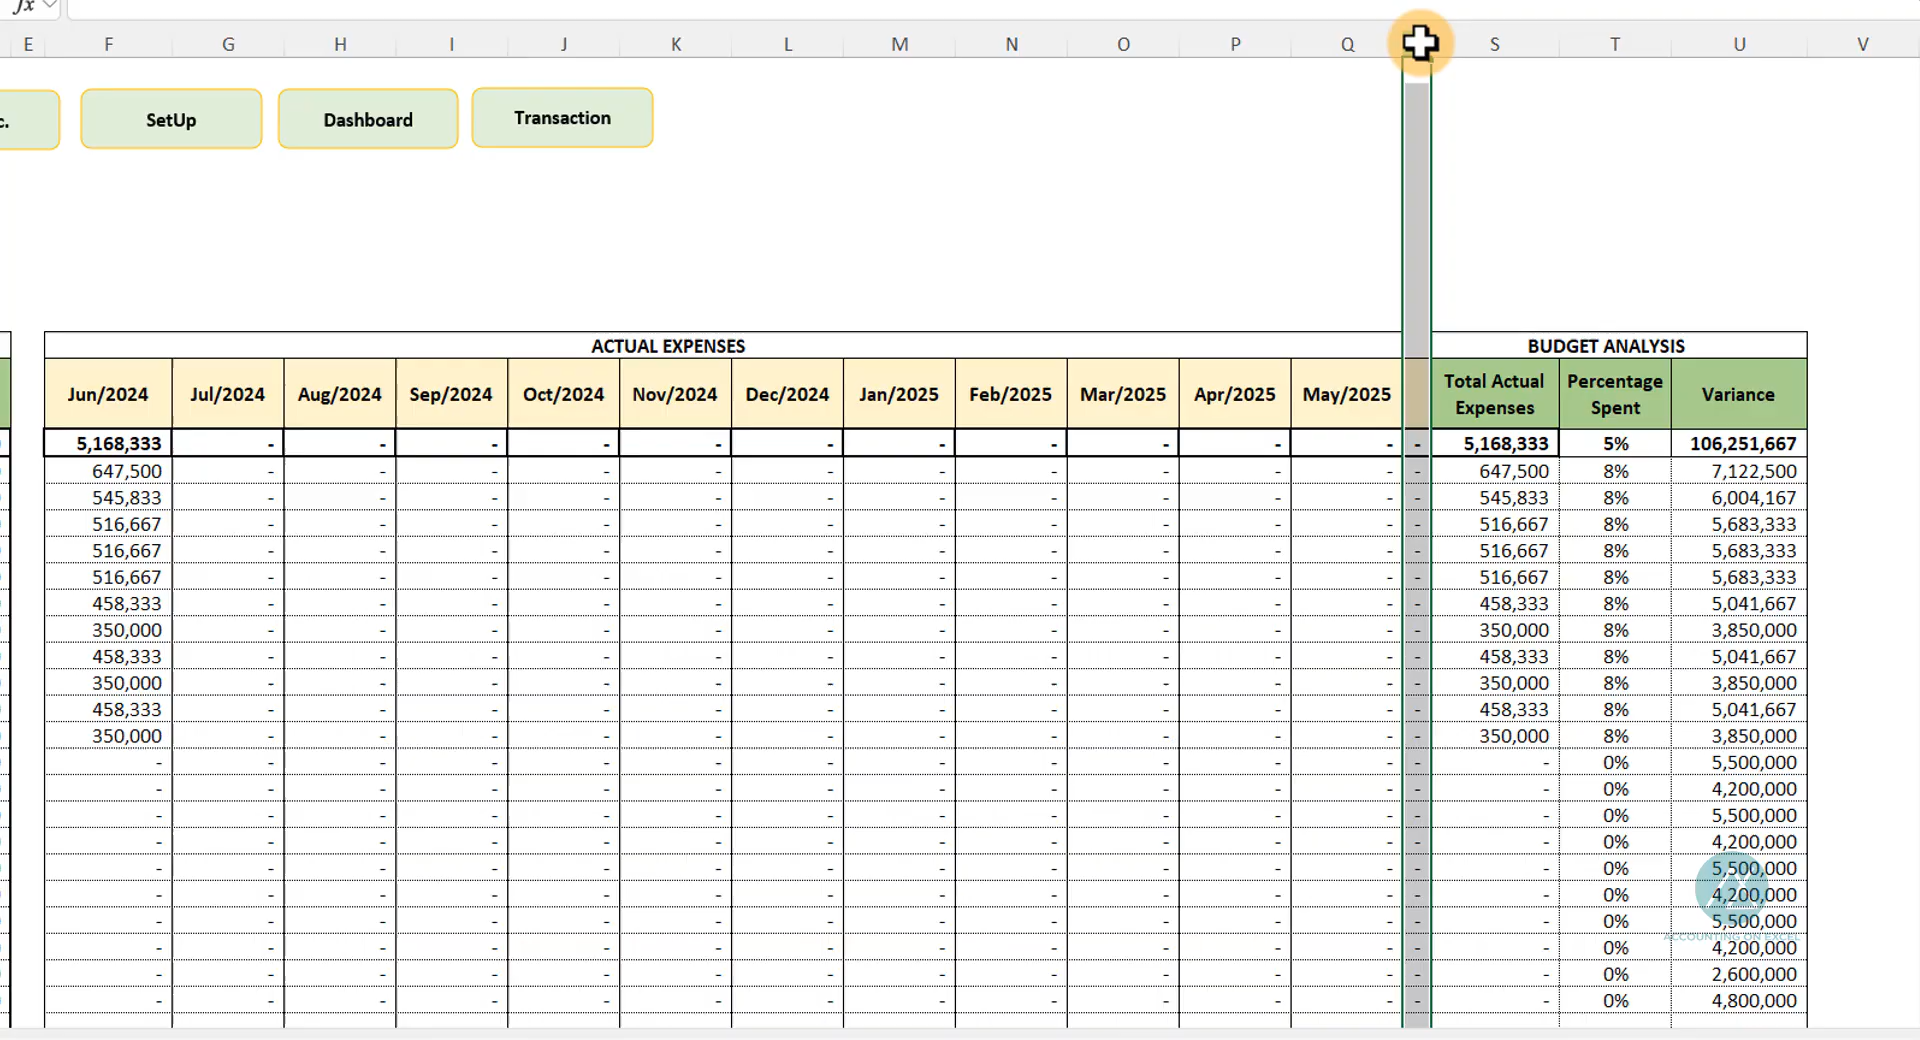 fx
E F G H I J K L M N O P Q S T U V
c. SetUp Dashboard Transaction
ACTUAL EXPENSES BUDGET ANALYSIS
Jun/2024 Jul/2024 Aug/2024 Sep/2024 Oct/2024 Nov/2024 Dec/2024 Jan/2025 Feb/2025 Mar/2025 Apr/2025 May/2025 Total Actual Expenses Percentage Spent Variance
5,168,333 - - - - - - - - - - - - 5,168,333 5% 106,251,667
647,500 - - - - - - - - - - - - 647,500 8% 7,122,500
545,833 - - - - - - - - - - - - 545,833 8% 6,004,167
516,667 - - - - - - - - - - - - 516,667 8% 5,683,333
516,667 - - - - - - - - - - - - 516,667 8% 5,683,333
516,667 - - - - - - - - - - - - 516,667 8% 5,683,333
458,333 - - - - - - - - - - - - 458,333 8% 5,041,667
350,000 - - - - - - - - - - - - 350,000 8% 3,850,000
458,333 - - - - - - - - - - - - 458,333 8% 5,041,667
350,000 - - - - - - - - - - - - 350,000 8% 3,850,000
458,333 - - - - - - - - - - - - 458,333 8% 5,041,667
350,000 - - - - - - - - - - - - 350,000 8% 3,850,000
- - - - - - - - - - - - - - 0% 5,500,000
- - - - - - - - - - - - - - 0% 4,200,000
- - - - - - - - - - - - - - 0% 5,500,000
- - - - - - - - - - - - - - 0% 4,200,000
- - - - - - - - - - - - - - 0% 5,500,000
- - - - - - - - - - - - - - 0% 4,200,000
- - - - - - - - - - - - - - 0% 5,500,000
ACCOUNTING ON EXCEL
- - - - - - - - - - - - - - 0% 4,200,000
- - - - - - - - - - - - - - 0% 2,600,000
- - - - - - - - - - - - - - 0% 4,800,000